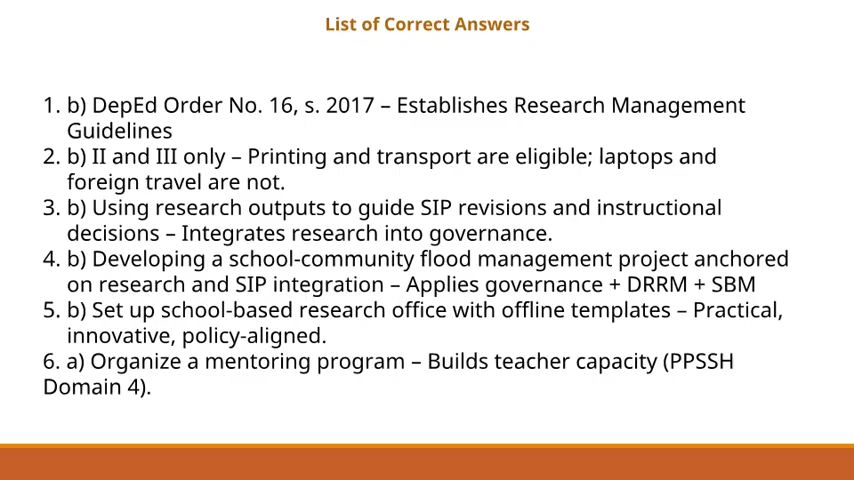 List of Correct Answers
1. b) DepEd Order No. 16, s. 2017 – Establishes Research Management
Guidelines
2. b) II and III only – Printing and transport are eligible; laptops and
foreign travel are not.
3. b) Using research outputs to guide SIP revisions and instructional
decisions – Integrates research into governance.
4. b) Developing a school-community flood management project anchored
on research and SIP integration – Applies governance + DRRM + SBM
5. b) Set up school-based research office with offline templates – Practical,
innovative, policy-aligned.
6. a) Organize a mentoring program – Builds teacher capacity (PPSSH
Domain 4).